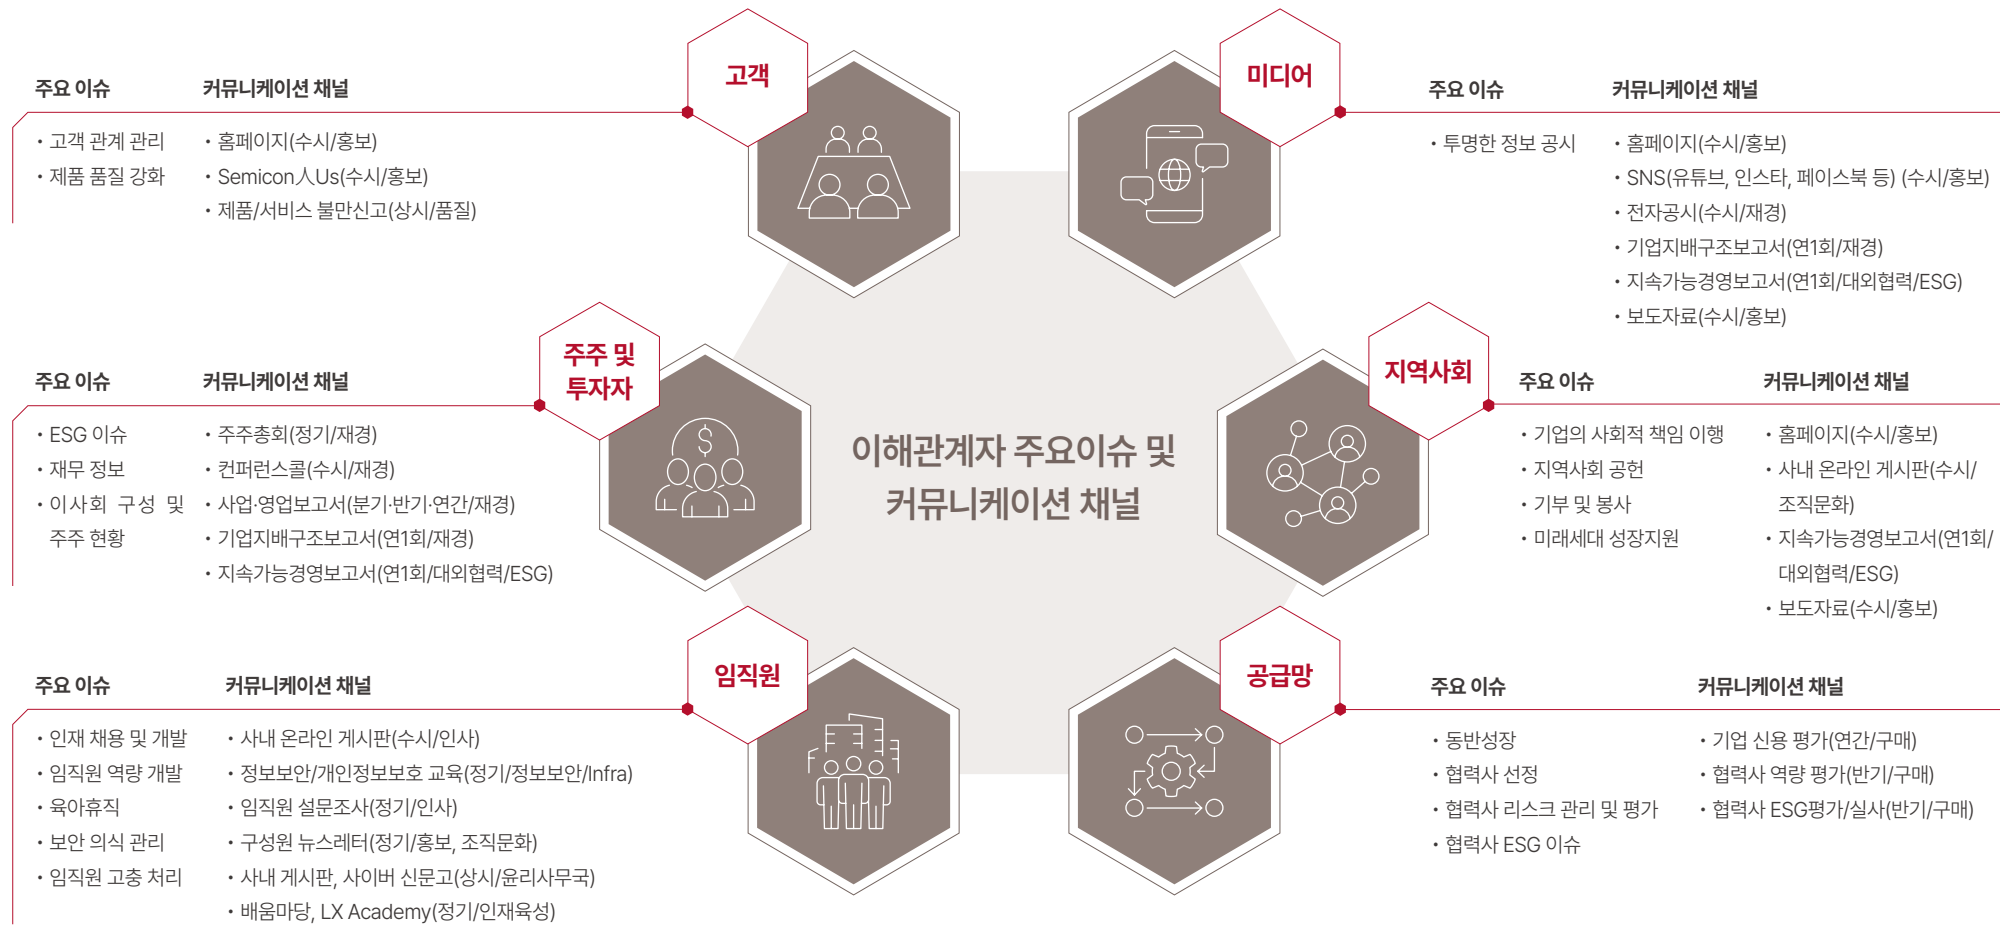 고객
주요 이슈
커뮤니케이션 채널
• 고객 관계 관리
• 제품 품질 강화
• 홈페이지(수시/홍보)
• Semicon人Us(수시/홍보)
• 제품/서비스 불만신고(상시/품질)
미디어
주요 이슈
커뮤니케이션 채널
• 투명한 정보 공시
• 홈페이지(수시/홍보)
• SNS(유튜브, 인스타, 페이스북 등) (수시/홍보)
• 전자공시(수시/재경)
• 기업지배구조보고서(연1회/재경)
• 지속가능경영보고서(연1회/대외협력/ESG)
• 보도자료(수시/홍보)
주주 및
투자자
주요 이슈
커뮤니케이션 채널
• ESG 이슈
• 재무 정보
• 이사회 구성 및
주주 현황
• 주주총회(정기/재경)
• 컨퍼런스콜(수시/재경)
• 사업·영업보고서(분기·반기·연간/재경)
• 기업지배구조보고서(연1회/재경)
• 지속가능경영보고서(연1회/대외협력/ESG)
이해관계자 주요이슈 및
커뮤니케이션 채널
지역사회
주요 이슈
커뮤니케이션 채널
• 기업의 사회적 책임 이행
• 지역사회 공헌
• 기부 및 봉사
• 미래세대 성장지원
• 홈페이지(수시/홍보)
• 사내 온라인 게시판(수시/
조직문화)
• 지속가능경영보고서(연1회/
대외협력/ESG)
• 보도자료(수시/홍보)
임직원
주요 이슈
커뮤니케이션 채널
• 인재 채용 및 개발
• 임직원 역량 개발
• 육아휴직
• 보안 의식 관리
• 임직원 고충 처리
• 사내 온라인 게시판(수시/인사)
• 정보보안/개인정보보호 교육(정기/정보보안/Infra)
• 임직원 설문조사(정기/인사)
• 구성원 뉴스레터(정기/홍보, 조직문화)
• 사내 게시판, 사이버 신문고(상시/윤리사무국)
• 배움마당, LX Academy(정기/인재육성)
공급망
주요 이슈
커뮤니케이션 채널
• 동반성장
• 협력사 선정
• 협력사 리스크 관리 및 평가
• 협력사 ESG 이슈
• 기업 신용 평가(연간/구매)
• 협력사 역량 평가(반기/구매)
• 협력사 ESG평가/실사(반기/구매)